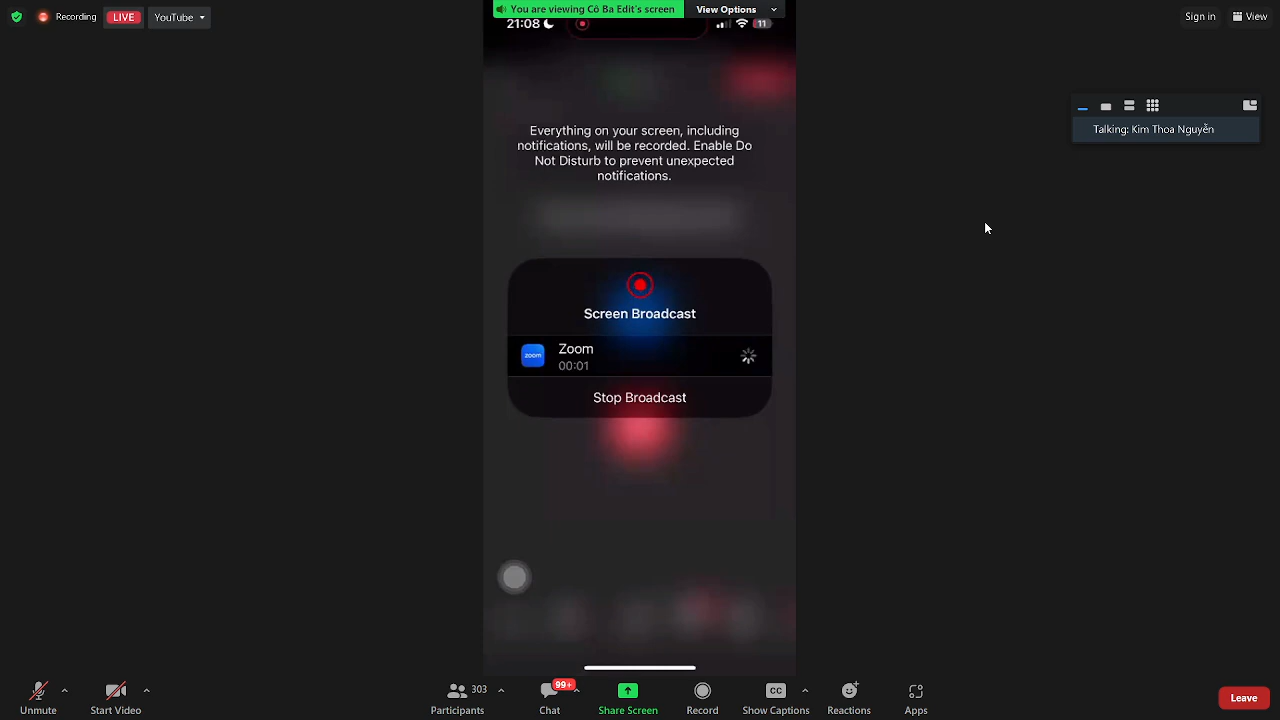 Recording
LIVE
YouTube
You are viewing Cô Ba Edit's screen
View Options
Sign in
View
21:08
11
Talking: Kim Thoa Nguyễn
Everything on your screen, including
notifications, will be recorded. Enable Do
Not Disturb to prevent unexpected
notifications.
Screen Broadcast
zoom
Zoom
00:01
Stop Broadcast
Unmute
Start Video
Participants
303
Chat
99+
Share Screen
Record
CC
Show Captions
Reactions
Apps
Leave